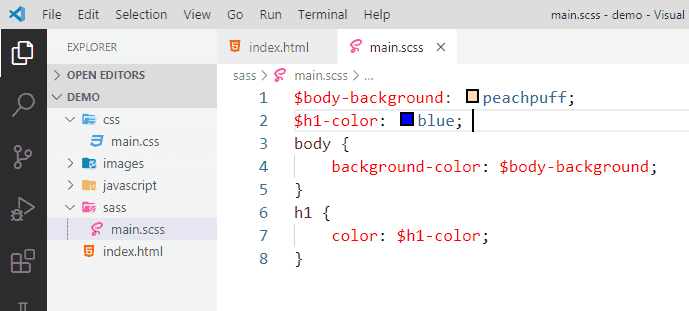 File Edit Selection View Go Run Terminal Help main.scss - demo - Visual
EXPLORER
OPEN EDITORS
DEMO
css
main.css
images
javascript
sass
main.scss
index.html
index.html main.scss
sass > main.scss > ...
1 $body-background: peachpuff;
2 $h1-color: blue;
3 body {
4 background-color: $body-background;
5 }
6 h1 {
7 color: $h1-color;
8 }